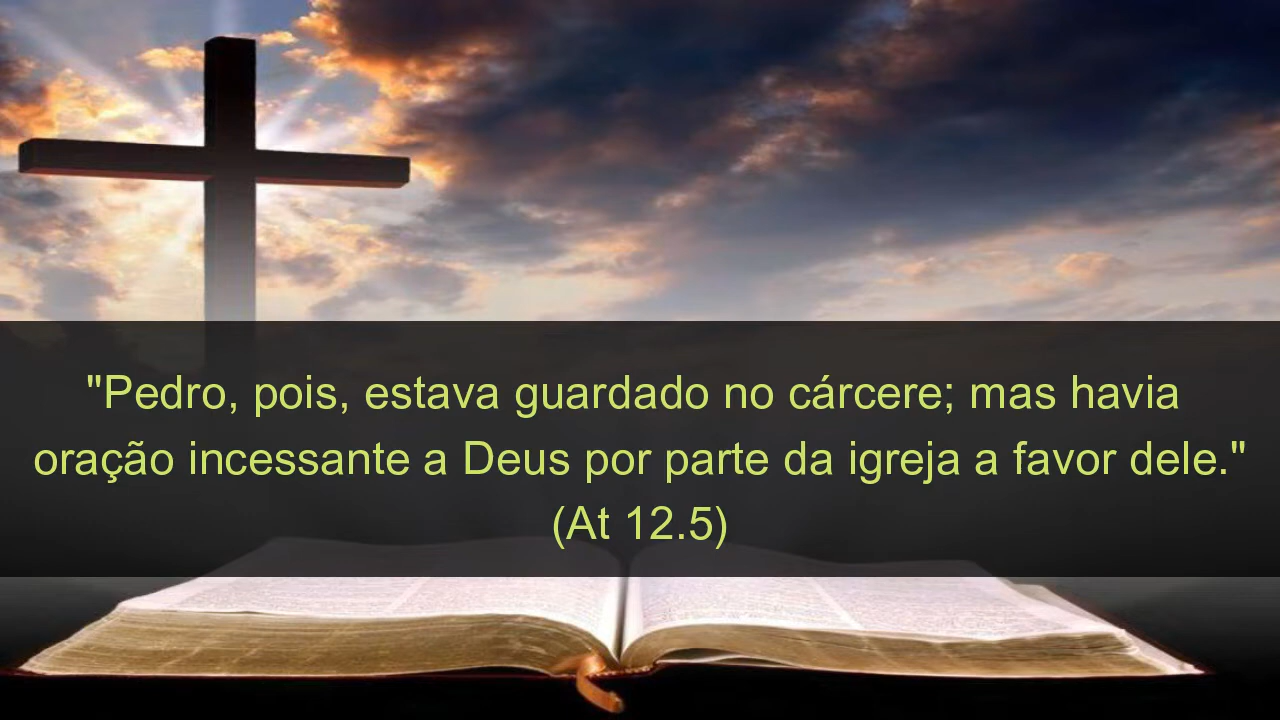 "Pedro, pois, estava guardado no cárcere; mas havia
oração incessante a Deus por parte da igreja a favor dele."
(At 12.5)